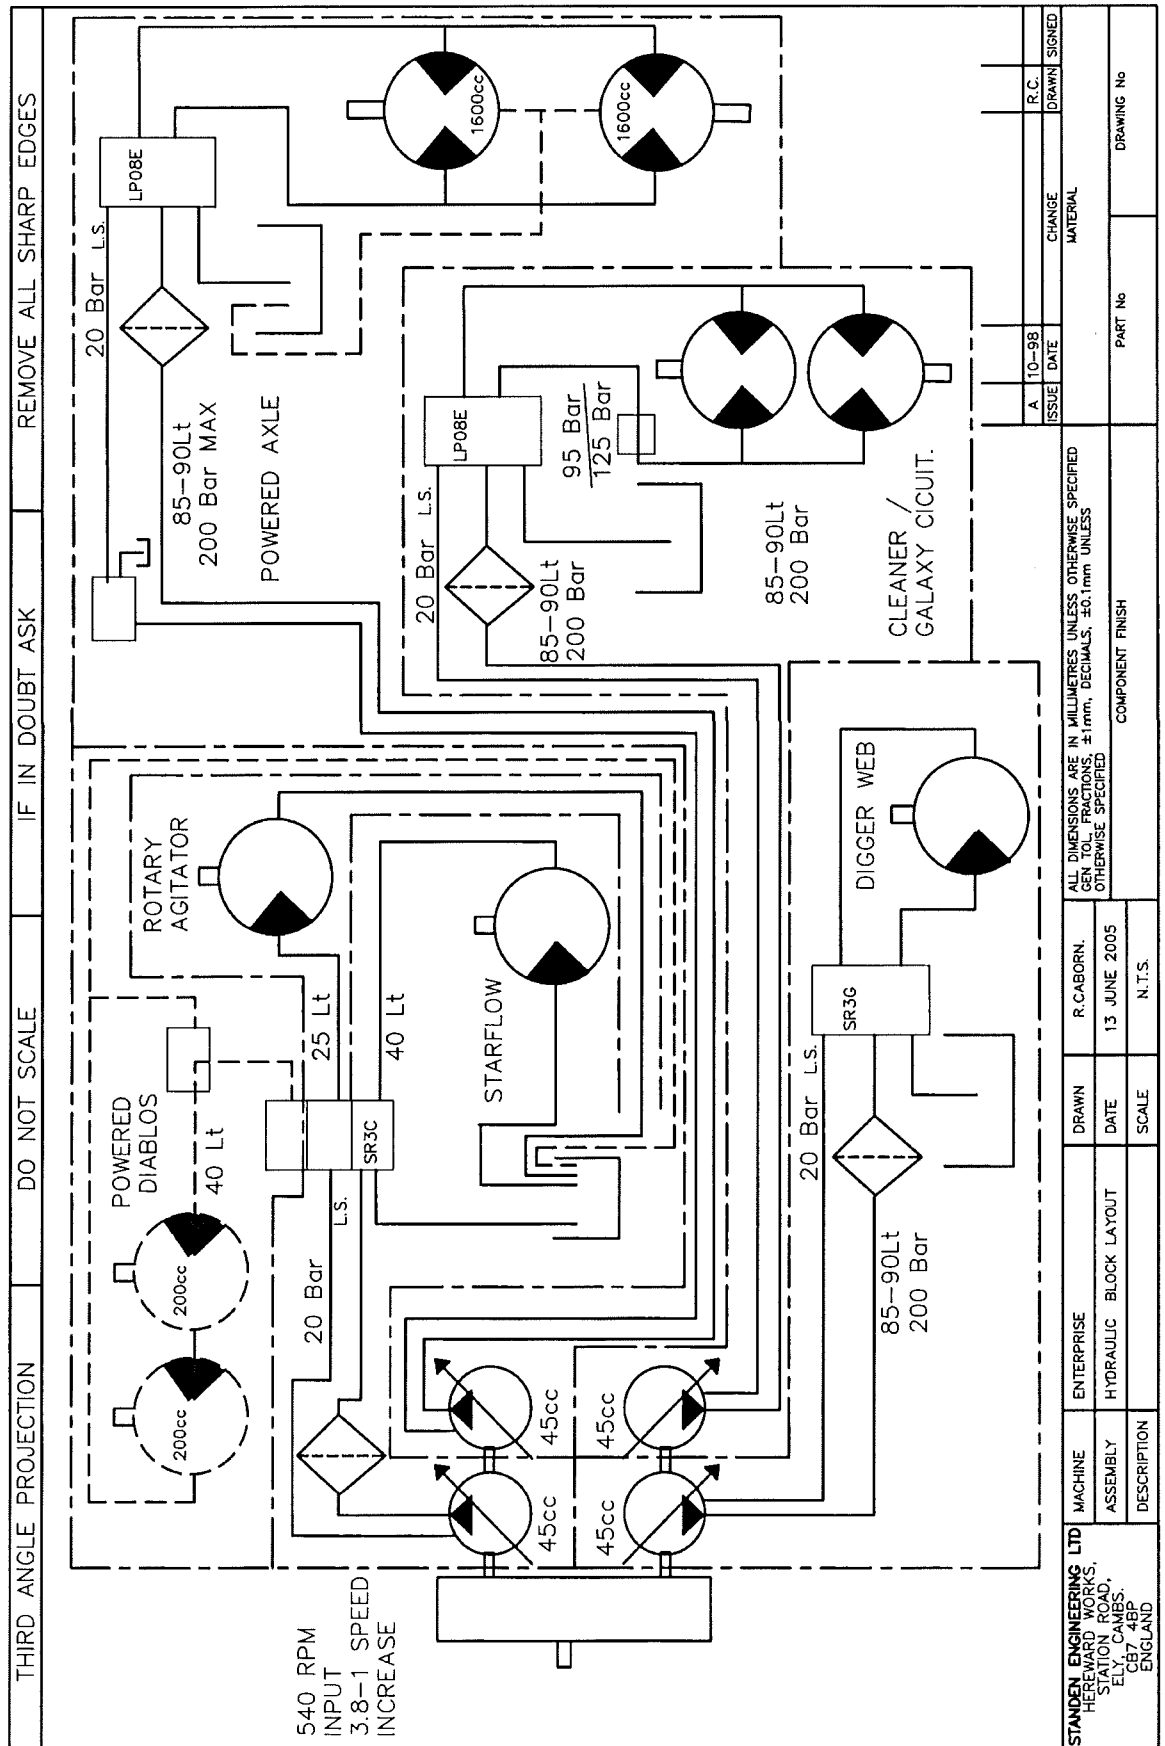 THIRD ANGLE PROJECTION
DO NOT SCALE
IF IN DOUBT ASK
REMOVE ALL SHARP EDGES
540 RPM
INPUT
3.8-1 SPEED
INCREASE
POWERED
DIABLOS
40 Lt
200cc
200cc
20 Bar
L.S.
SR3C
25 Lt
40 Lt
ROTARY
AGITATOR
STARFLOW
45cc
45cc
45cc
45cc
20 Bar L.S.
85-90Lt
200 Bar MAX
POWERED AXLE
LP08E
1600cc
1600cc
20 Bar L.S.
85-90Lt
200 Bar
LP08E
95 Bar
125 Bar
85-90Lt
200 Bar
CLEANER /
GALAXY CICUIT.
20 Bar L.S.
85-90Lt
200 Bar
SR3G
DIGGER WEB
STANDEN ENGINEERING LTD
HEREWARD WORKS,
STATION ROAD,
ELY, CAMBS.
CB7 4BP
ENGLAND
MACHINE ENTERPRISE
ASSEMBLY HYDRAULIC BLOCK LAYOUT
DESCRIPTION
DRAWN R.CABORN.
DATE 13 JUNE 2005
SCALE N.T.S.
ALL DIMENSIONS ARE IN MILLIMETRES UNLESS OTHERWISE SPECIFIED
GEN TOL, FRACTIONS, ±1mm, DECIMALS, ±0.1mm UNLESS
OTHERWISE SPECIFIED
COMPONENT FINISH
A 10-98 R.C.
ISSUE DATE CHANGE DRAWN SIGNED
MATERIAL
PART No
DRAWING No